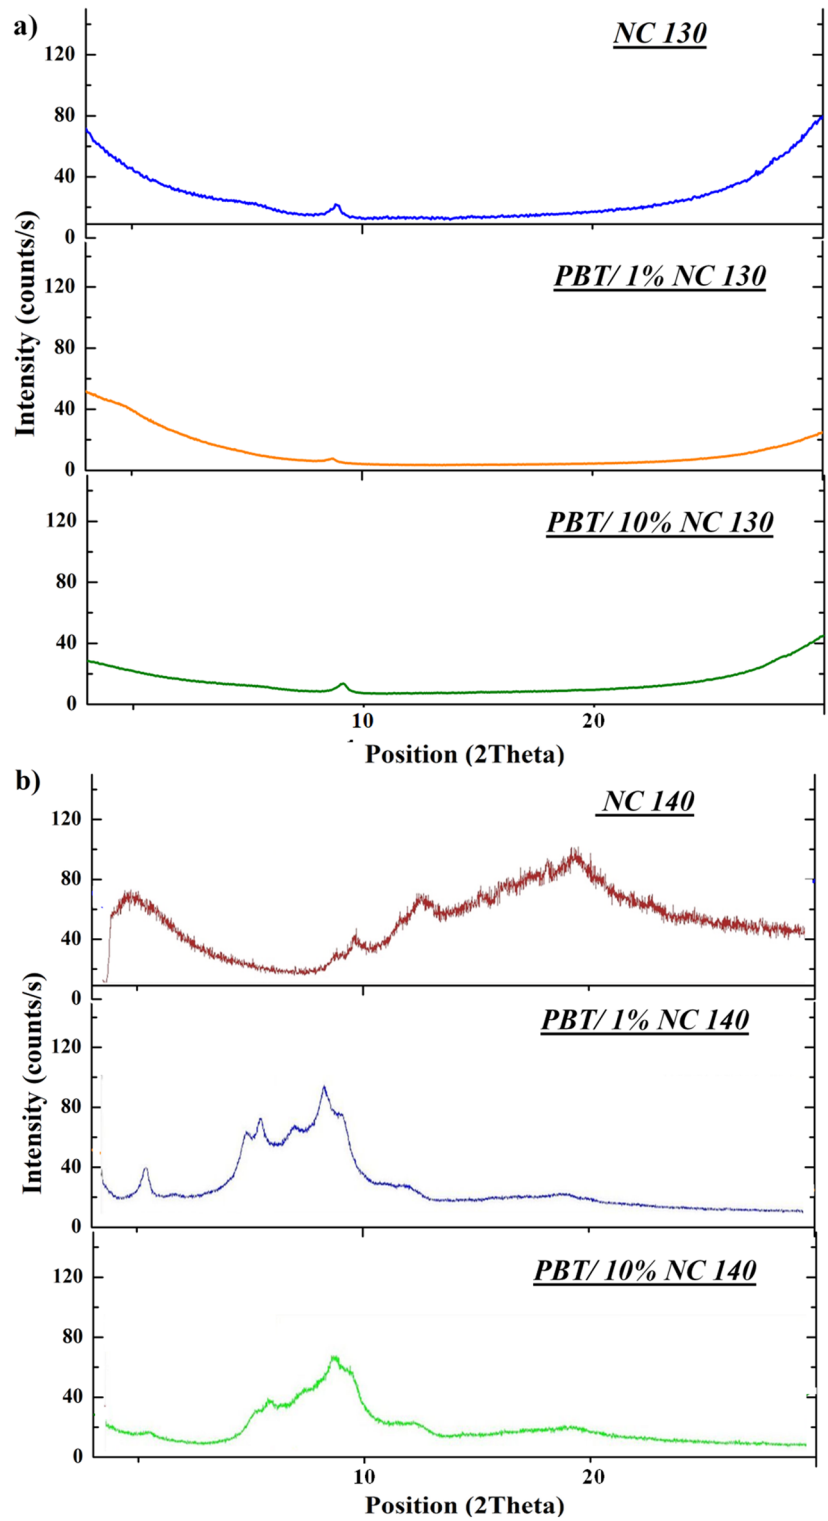 a)
NC 130
120
80
40
0
PBT/ 1% NC 130
120
80
40
0
Intensity (counts/s)
PBT/ 10% NC 130
120
80
40
0
10 20
Position (2Theta)
b)
NC 140
120
80
40
0
PBT/ 1% NC 140
120
80
40
0
Intensity (counts/s)
PBT/ 10% NC 140
120
80
40
0
10 20
Position (2Theta)